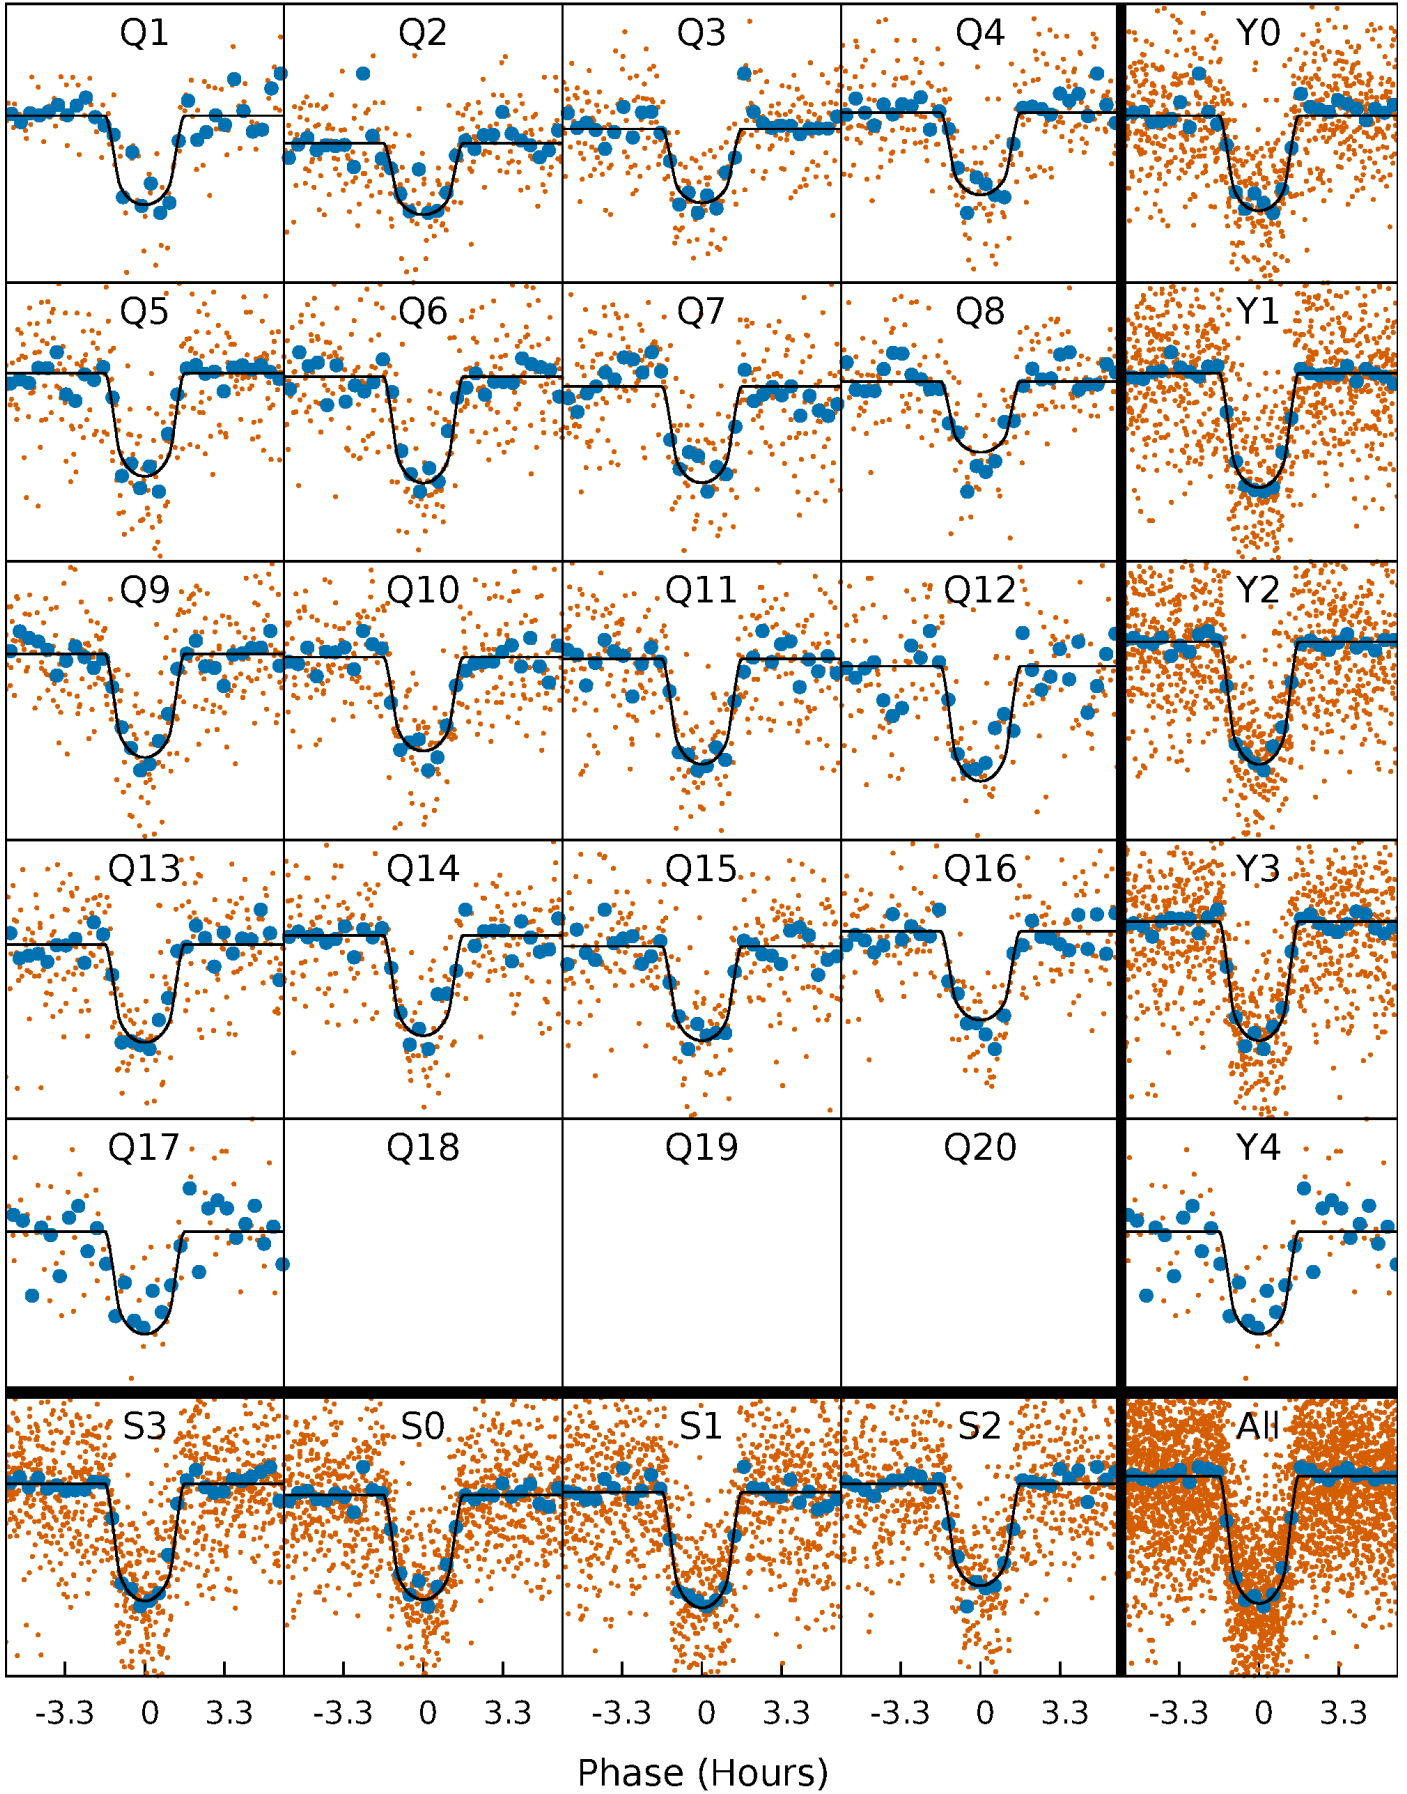 Q1 Q2 Q3 Q4 Y0
Q5 Q6 Q7 Q8 Y1
Q9 Q10 Q11 Q12 Y2
Q13 Q14 Q15 Q16 Y3
Q17 Q18 Q19 Q20 Y4
S3 S0 S1 S2 All
-3.3 0 3.3 -3.3 0 3.3 -3.3 0 3.3 -3.3 0 3.3 -3.3 0 3.3
Phase (Hours)